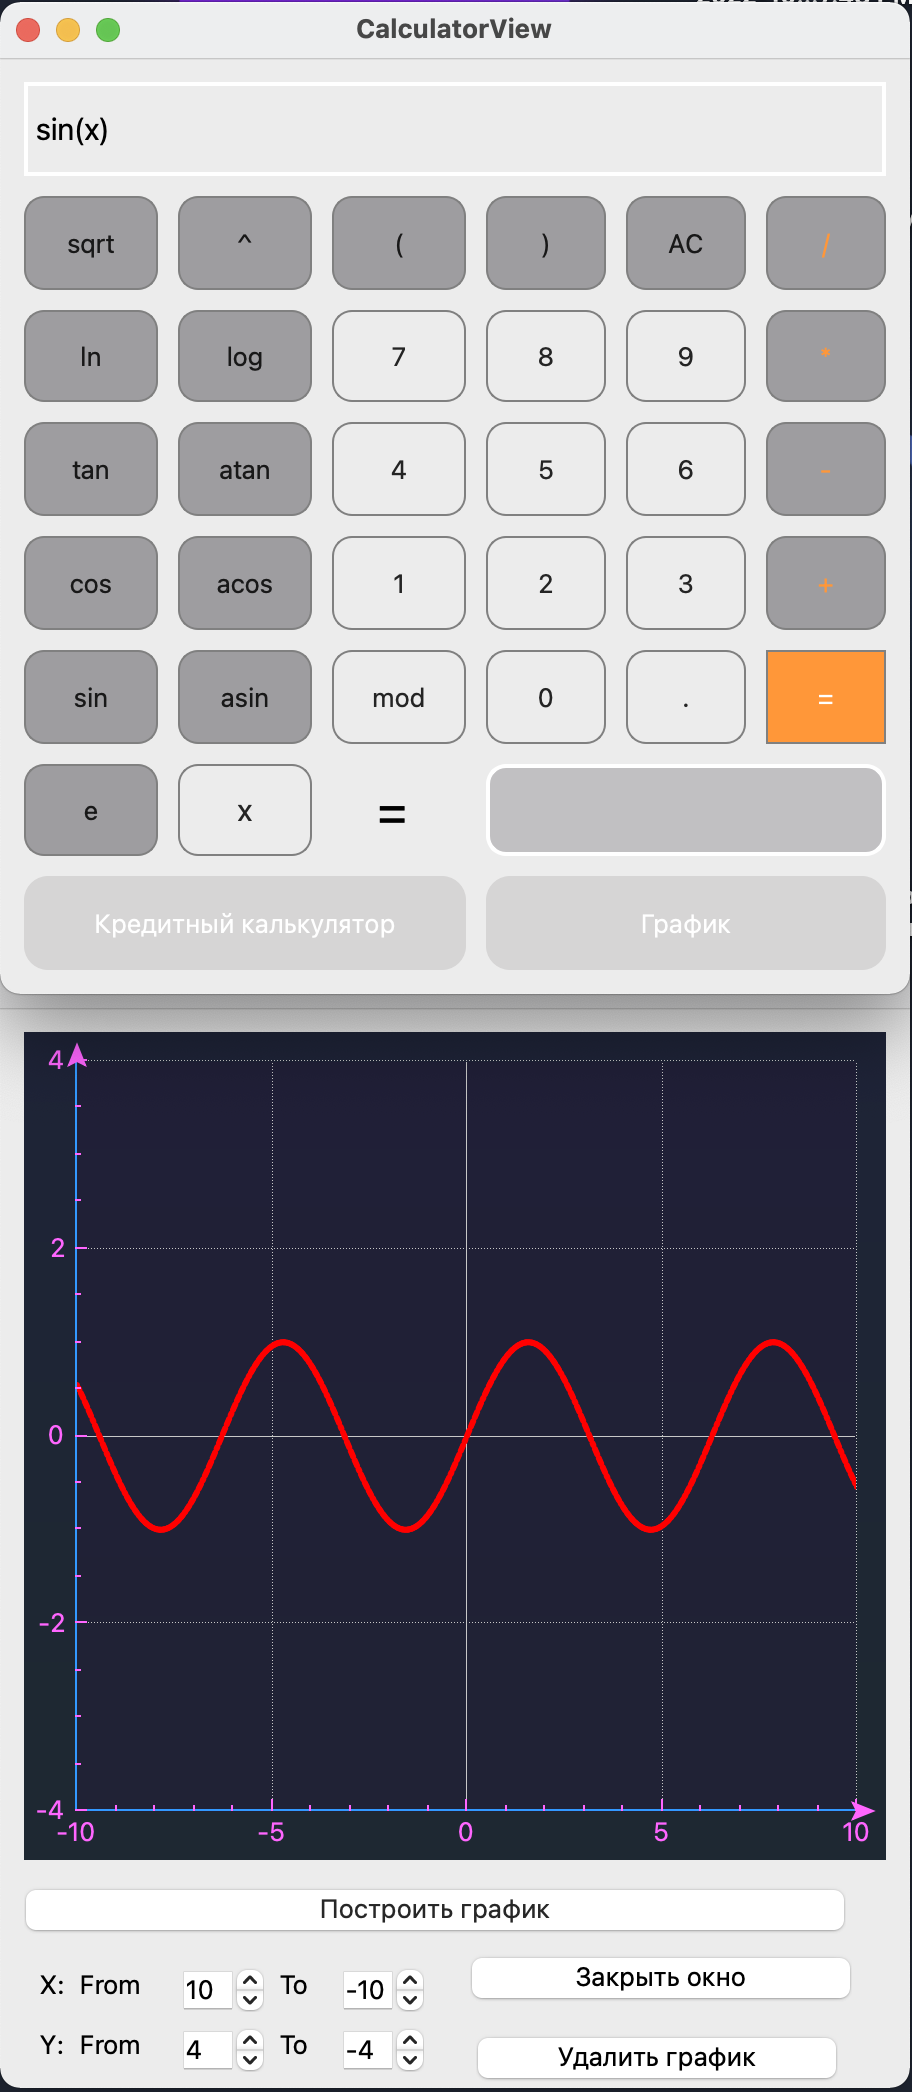 CalculatorView
sin(x)
sqrt ^ ( ) AC /
ln log 7 8 9 *
tan atan 4 5 6 -
cos acos 1 2 3 +
sin asin mod 0 . =
e x =
Кредитный калькулятор График
4
2
0
-2
-4
-10 -5 0 5 10
Построить график
X: From 10 To -10 Закрыть окно
Y: From 4 To -4 Удалить график